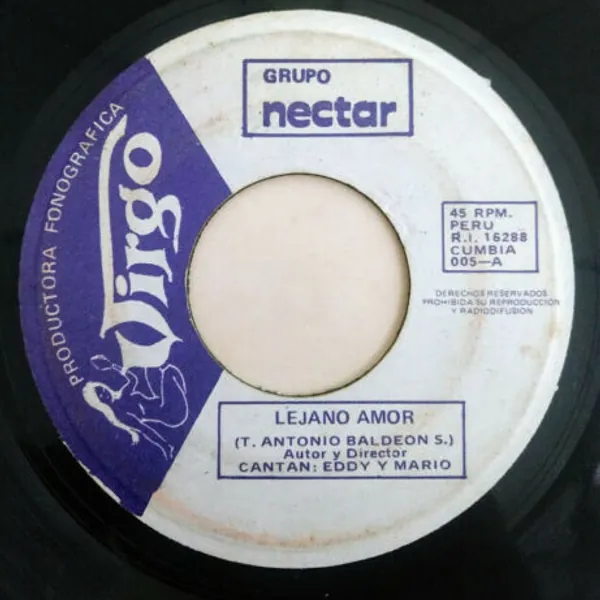 PRODUCTORA FONOGRAFICA
Virgo
GRUPO
nectar
45 RPM.
PERU
R.I. 16288
CUMBIA
005—A
DERECHOS RESERVADOS
PROHIBIDA SU REPRODUCCION
Y RADIODIFUSION
LEJANO AMOR
(T. ANTONIO BALDEON S.)
Autor y Director
CANTAN: EDDY Y MARIO